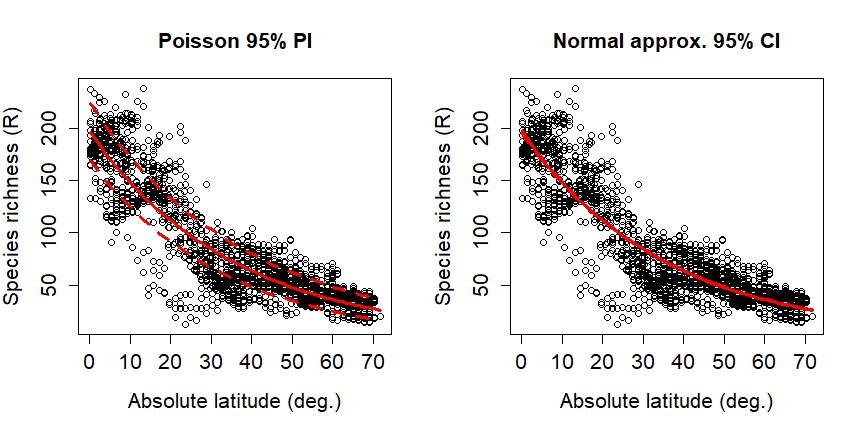 Poisson 95% PI
Species richness (R)
200
150
100
50
0 10 20 30 40 50 60 70
Absolute latitude (deg.)
Normal approx. 95% CI
Species richness (R)
200
150
100
50
0 10 20 30 40 50 60 70
Absolute latitude (deg.)